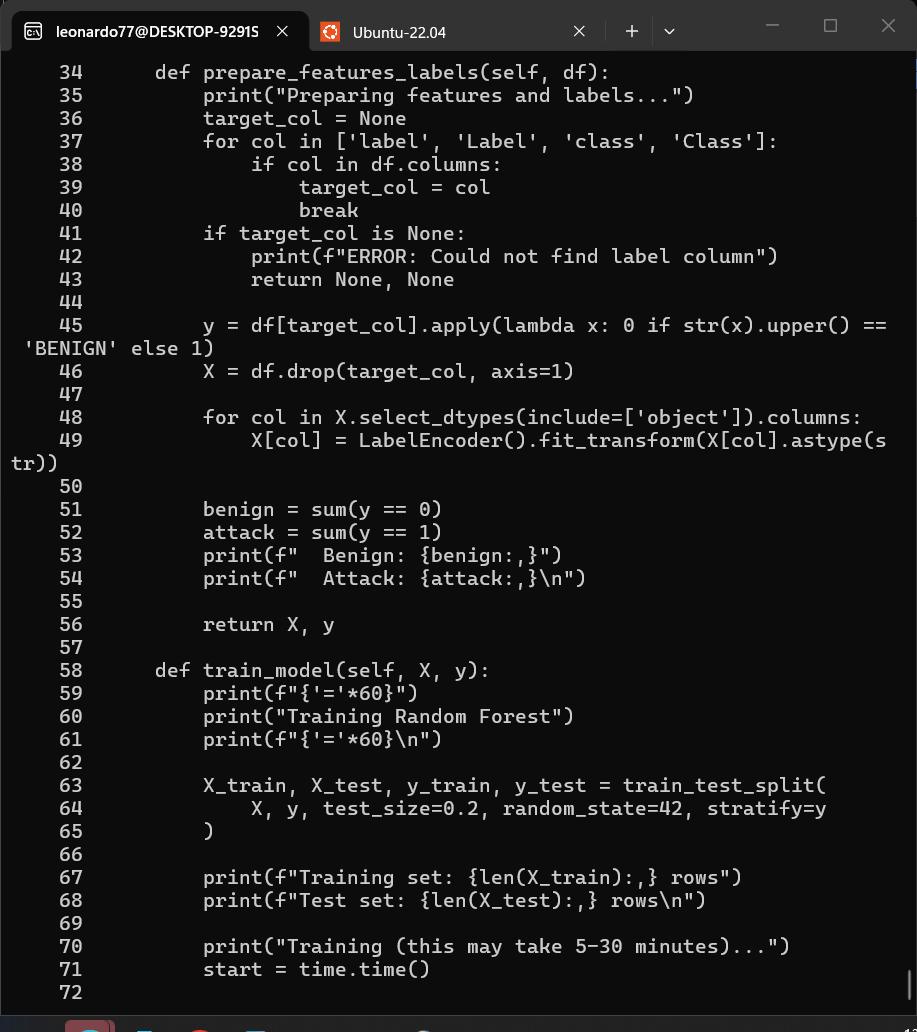 leonardo77@DESKTOP-9291S
Ubuntu-22.04
34      def prepare_features_labels(self, df):
35          print("Preparing features and labels...")
36          target_col = None
37          for col in ['label', 'Label', 'class', 'Class']:
38              if col in df.columns:
39                  target_col = col
40                  break
41          if target_col is None:
42              print(f"ERROR: Could not find label column")
43              return None, None
44
45          y = df[target_col].apply(lambda x: 0 if str(x).upper() ==
'BENIGN' else 1)
46          X = df.drop(target_col, axis=1)
47
48          for col in X.select_dtypes(include=['object']).columns:
49              X[col] = LabelEncoder().fit_transform(X[col].astype(s
tr))
50
51          benign = sum(y == 0)
52          attack = sum(y == 1)
53          print(f"  Benign: {benign:,}")
54          print(f"  Attack: {attack:,}\n")
55
56          return X, y
57
58      def train_model(self, X, y):
59          print(f"{'='*60}")
60          print("Training Random Forest")
61          print(f"{'='*60}\n")
62
63          X_train, X_test, y_train, y_test = train_test_split(
64              X, y, test_size=0.2, random_state=42, stratify=y
65          )
66
67          print(f"Training set: {len(X_train):,} rows")
68          print(f"Test set: {len(X_test):,} rows\n")
69
70          print("Training (this may take 5-30 minutes)...")
71          start = time.time()
72